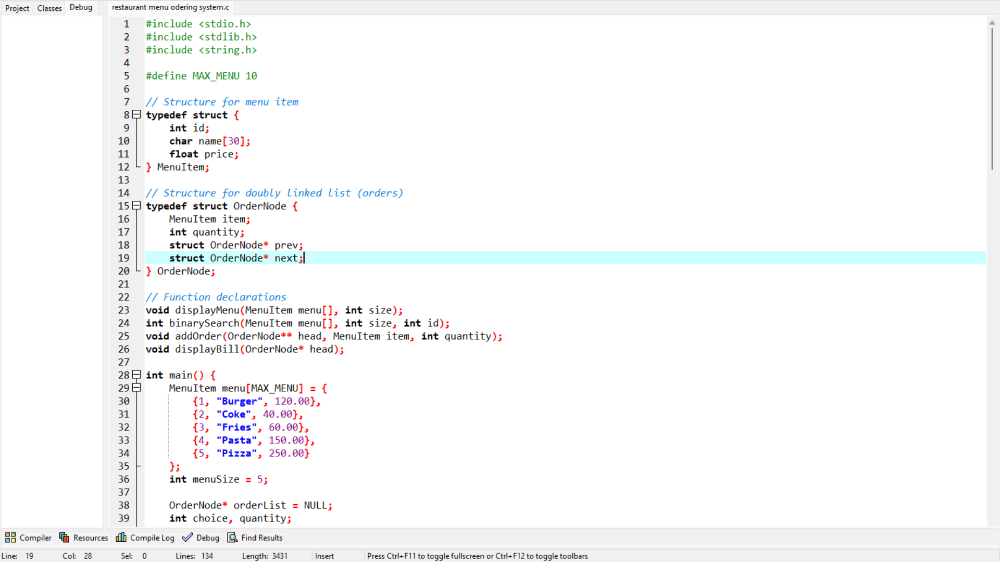 Project Classes Debug
restaurant menu odering system.c
1 #include <stdio.h>
2 #include <stdlib.h>
3 #include <string.h>
4
5 #define MAX_MENU 10
6
7 // Structure for menu item
8 typedef struct {
9 int id;
10 char name[30];
11 float price;
12 } MenuItem;
13
14 // Structure for doubly linked list (orders)
15 typedef struct OrderNode {
16 MenuItem item;
17 int quantity;
18 struct OrderNode* prev;
19 struct OrderNode* next;
20 } OrderNode;
21
22 // Function declarations
23 void displayMenu(MenuItem menu[], int size);
24 int binarySearch(MenuItem menu[], int size, int id);
25 void addOrder(OrderNode** head, MenuItem item, int quantity);
26 void displayBill(OrderNode* head);
27
28 int main() {
29 MenuItem menu[MAX_MENU] = {
30 {1, "Burger", 120.00},
31 {2, "Coke", 40.00},
32 {3, "Fries", 60.00},
33 {4, "Pasta", 150.00},
34 {5, "Pizza", 250.00}
35 };
36 int menuSize = 5;
37
38 OrderNode* orderList = NULL;
39 int choice, quantity;
Compiler Resources Compile Log Debug Find Results
Line: 19 Col: 28 Sel: 0 Lines: 134 Length: 3431 Insert Press Ctrl+F11 to toggle fullscreen or Ctrl+F12 to toggle toolbars